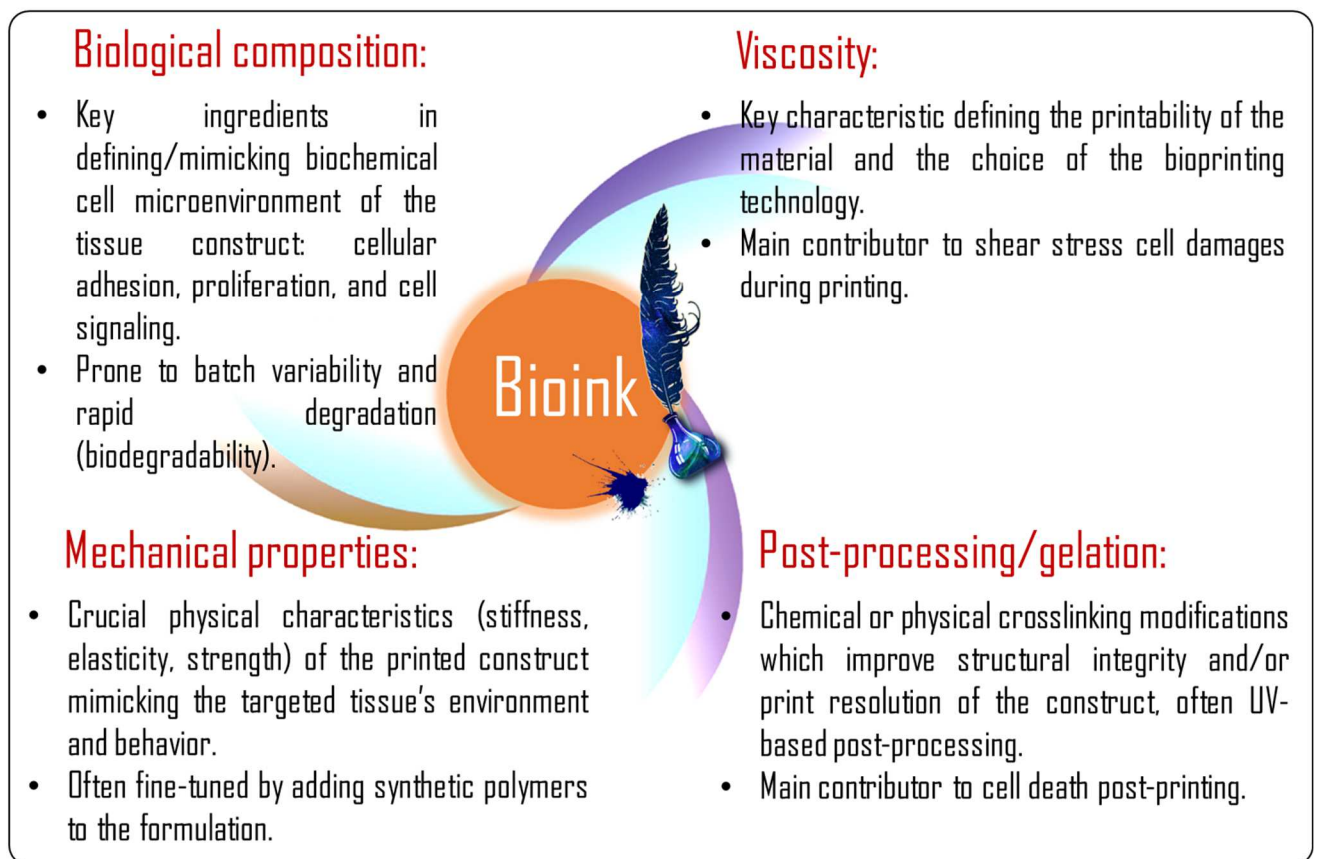 Biological composition:
• Key ingredients in
defining/mimicking biochemical
cell microenvironment of the
tissue construct: cellular
adhesion, proliferation, and cell
signaling.
• Prone to batch variability and
rapid degradation
(biodegradability).
Viscosity:
• Key characteristic defining the printability of the
material and the choice of the bioprinting
technology.
• Main contributor to shear stress cell damages
during printing.
Bioink
Mechanical properties:
• Crucial physical characteristics (stiffness,
elasticity, strength) of the printed construct
mimicking the targeted tissue's environment
and behavior.
• Often fine-tuned by adding synthetic polymers
to the formulation.
Post-processing/gelation:
• Chemical or physical crosslinking modifications
which improve structural integrity and/or
print resolution of the construct, often UV-
based post-processing.
• Main contributor to cell death post-printing.